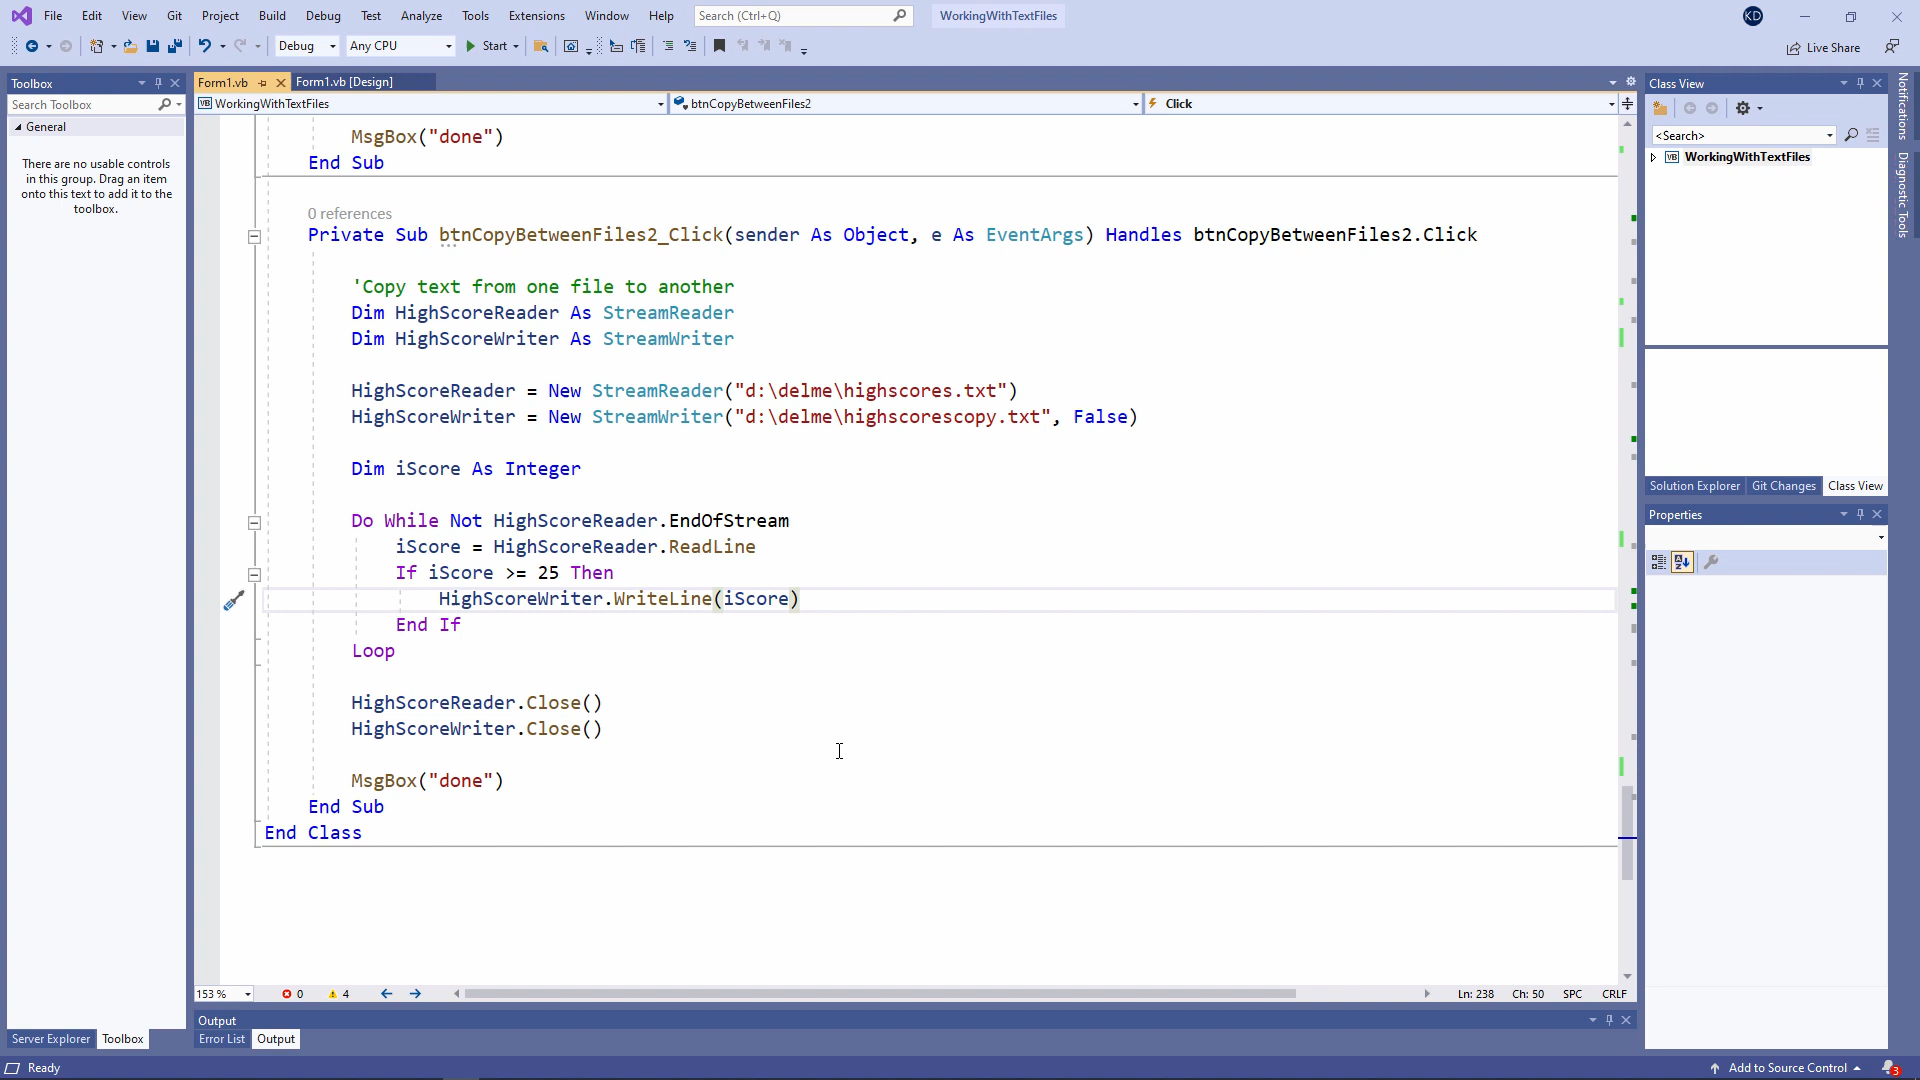 File Edit View Git Project Build Debug Test Analyze Tools Extensions Window Help Search (Ctrl+Q) WorkingWithTextFiles KD
Debug Any CPU Start Live Share
Toolbox
Search Toolbox
General
There are no usable controls
in this group. Drag an item
onto this text to add it to the
toolbox.
Server Explorer Toolbox
Form1.vb Form1.vb [Design]
VB WorkingWithTextFiles btnCopyBetweenFiles2 Click
MsgBox("done")
End Sub
0 references
Private Sub btnCopyBetweenFiles2_Click(sender As Object, e As EventArgs) Handles btnCopyBetweenFiles2.Click
'Copy text from one file to another
Dim HighScoreReader As StreamReader
Dim HighScoreWriter As StreamWriter
HighScoreReader = New StreamReader("d:\delme\highscores.txt")
HighScoreWriter = New StreamWriter("d:\delme\highscorescopy.txt", False)
Dim iScore As Integer
Do While Not HighScoreReader.EndOfStream
iScore = HighScoreReader.ReadLine
If iScore >= 25 Then
HighScoreWriter.WriteLine(iScore)
End If
Loop
HighScoreReader.Close()
HighScoreWriter.Close()
MsgBox("done")
End Sub
End Class
153 % 0 4 Ln: 238 Ch: 50 SPC CRLF
Output
Error List Output
Class View
<Search>
VB WorkingWithTextFiles
Solution Explorer Git Changes Class View
Properties
Notifications
Diagnostic Tools
Ready Add to Source Control 3